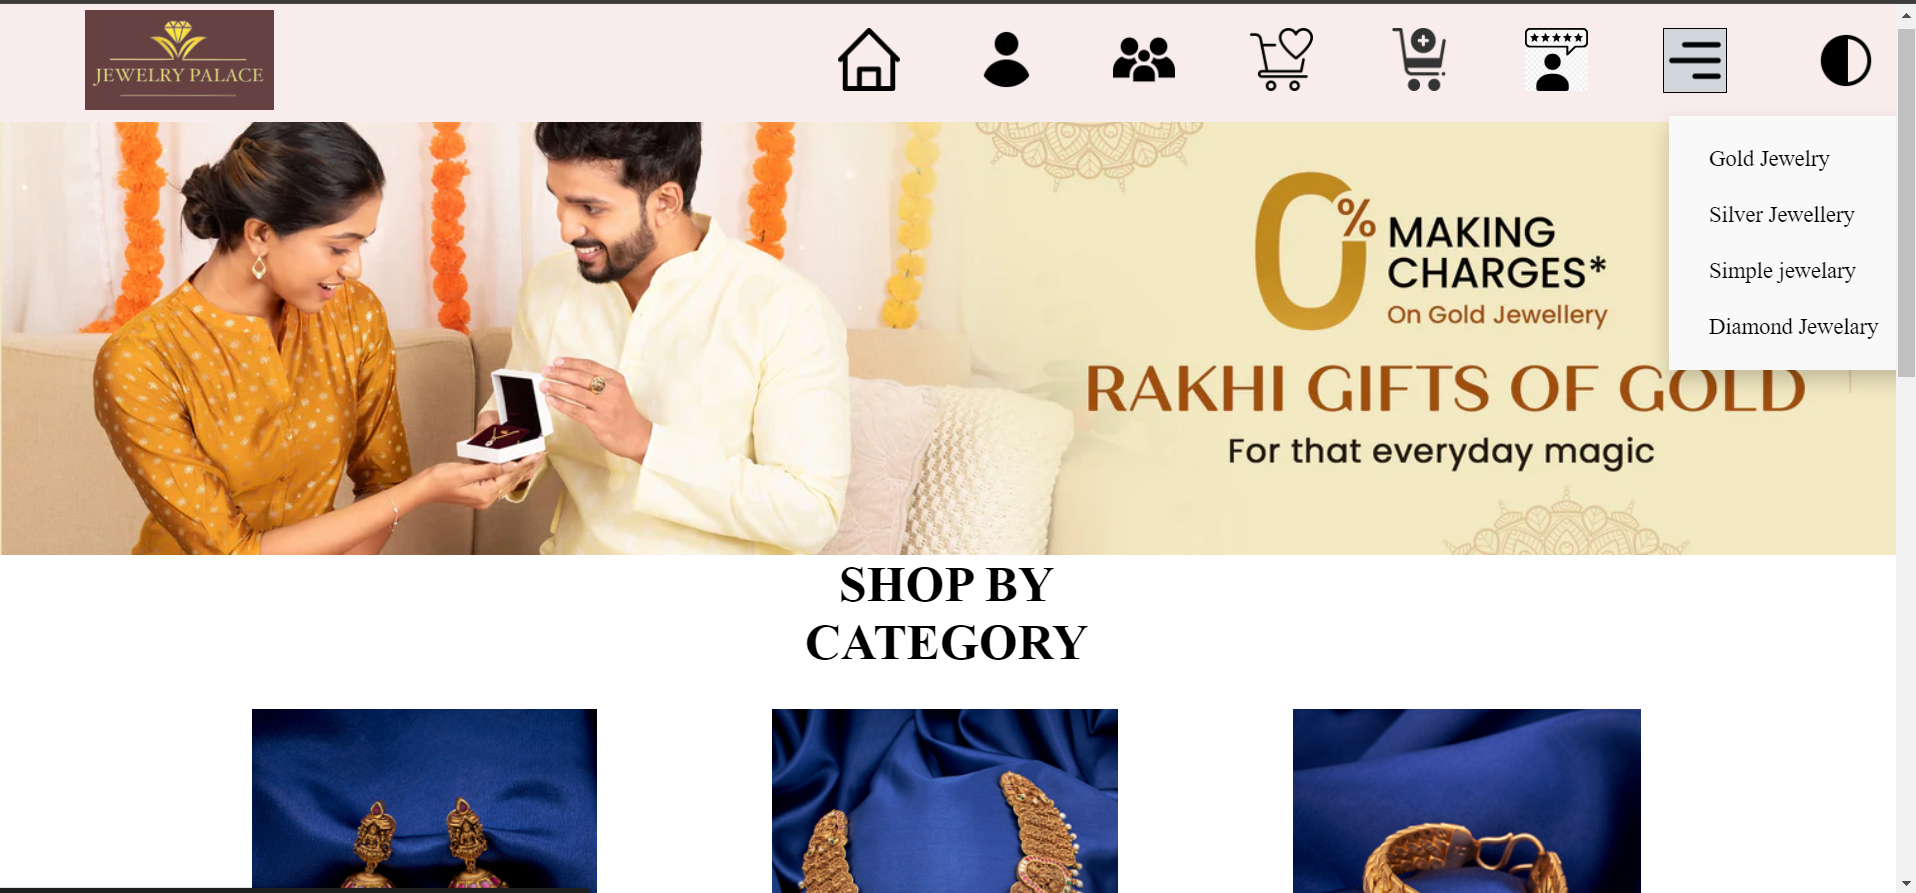 JEWELRY PALACE
Gold Jewelry
Silver Jewellery
Simple jewelary
Diamond Jewelary
0%
MAKING
CHARGES*
On Gold Jewellery
RAKHI GIFTS OF GOLD
For that everyday magic
SHOP BY
CATEGORY